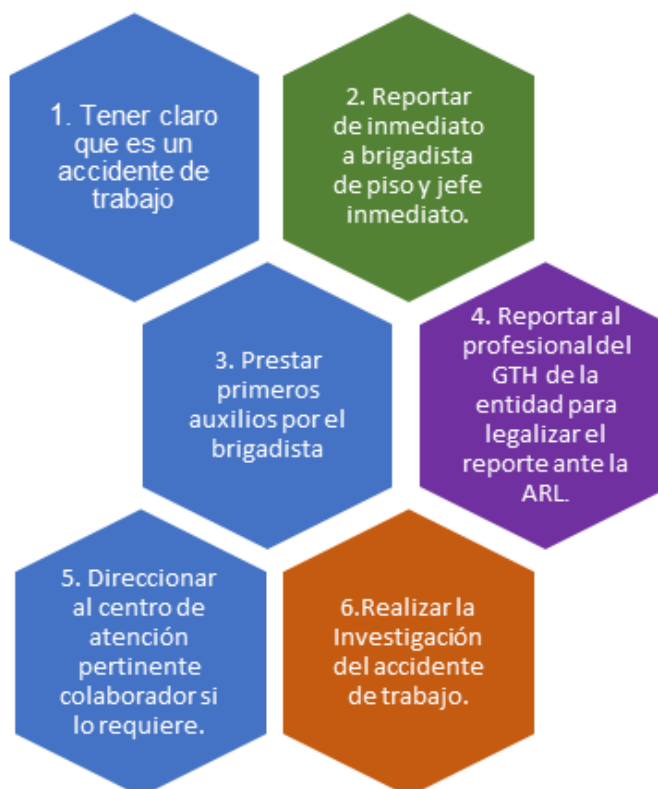 1. Tener claro
que es un
accidente de
trabajo
2. Reportar
de inmediato
a brigadista
de piso y jefe
inmediato.
3. Prestar
primeros
auxilios por el
brigadista
4. Reportar al
profesional del
GTH de la
entidad para
legalizar el
reporte ante la
ARL.
5. Direccionar
al centro de
atención
pertinente
colaborador si
lo requiere.
6.Realizar la
Investigación
del accidente
de trabajo.